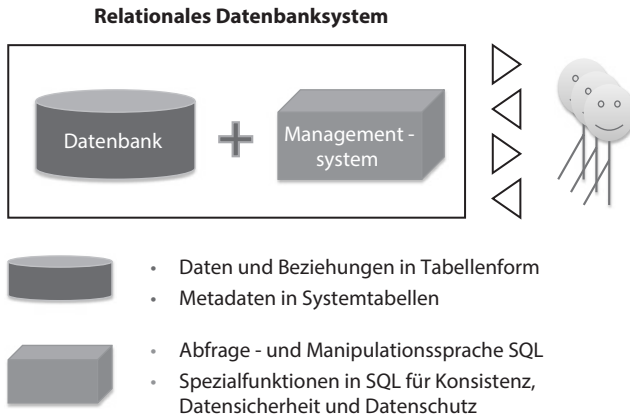 Relationales Datenbanksystem
Datenbank
Management -
system
• Daten und Beziehungen in Tabellenform
• Metadaten in Systemtabellen
• Abfrage - und Manipulationssprache SQL
• Spezialfunktionen in SQL für Konsistenz,
Datensicherheit und Datenschutz